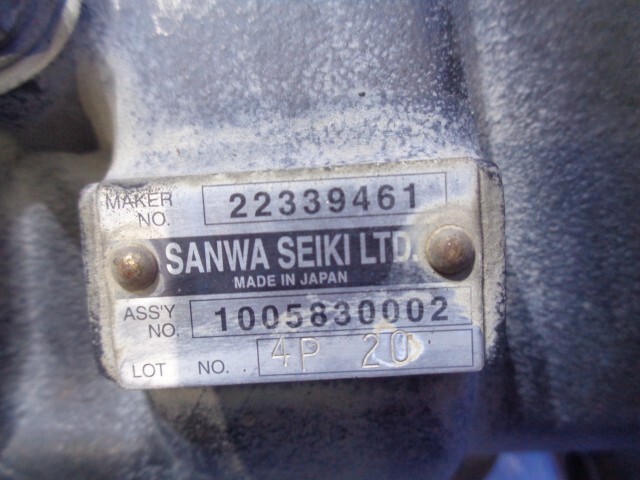 MAKER NO. 22339461
SANWA SEIKI LTD.
MADE IN JAPAN
ASS'Y NO. 1005830002
LOT NO. 4P 20